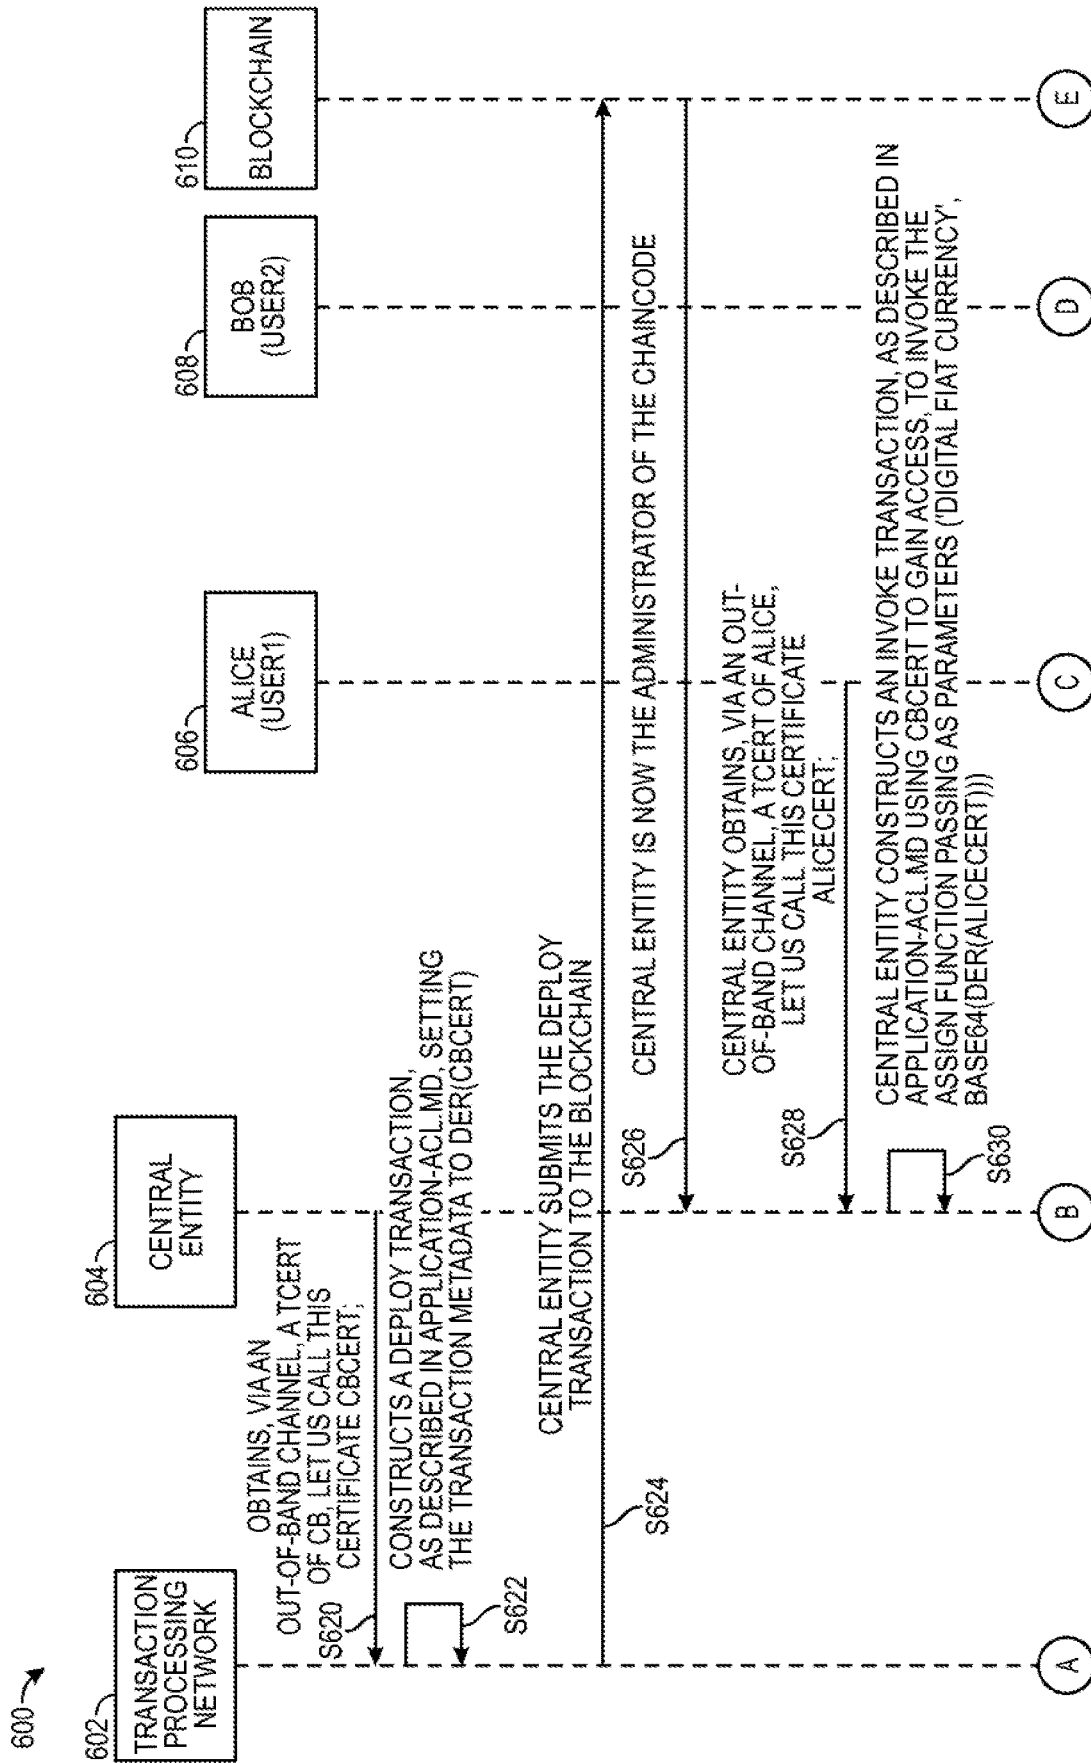 600
602
TRANSACTION
PROCESSING
NETWORK
604
CENTRAL
ENTITY
606
ALICE
(USER1)
608
BOB
(USER2)
610
BLOCKCHAIN
OBTAINS, VIA AN
OUT-OF-BAND CHANNEL, A TCERT
OF CB, LET US CALL THIS
CERTIFICATE CBCERT;
S620
CONSTRUCTS A DEPLOY TRANSACTION,
AS DESCRIBED IN APPLICATION-ACL.MD, SETTING
THE TRANSACTION METADATA TO DER(CBCERT)
S622
CENTRAL ENTITY SUBMITS THE DEPLOY
TRANSACTION TO THE BLOCKCHAIN
S624
CENTRAL ENTITY IS NOW THE ADMINISTRATOR OF THE CHAINCODE
S626
CENTRAL ENTITY OBTAINS, VIA AN OUT-
OF-BAND CHANNEL, A TCERT OF ALICE,
LET US CALL THIS CERTIFICATE
ALICECERT;
S628
CENTRAL ENTITY CONSTRUCTS AN INVOKE TRANSACTION, AS DESCRIBED IN
APPLICATION-ACL.MD USING CBCERT TO GAIN ACCESS, TO INVOKE THE
ASSIGN FUNCTION PASSING AS PARAMETERS ('DIGITAL FIAT CURRENCY',
BASE64(DER(ALICECERT)))
S630
A
B
C
D
E